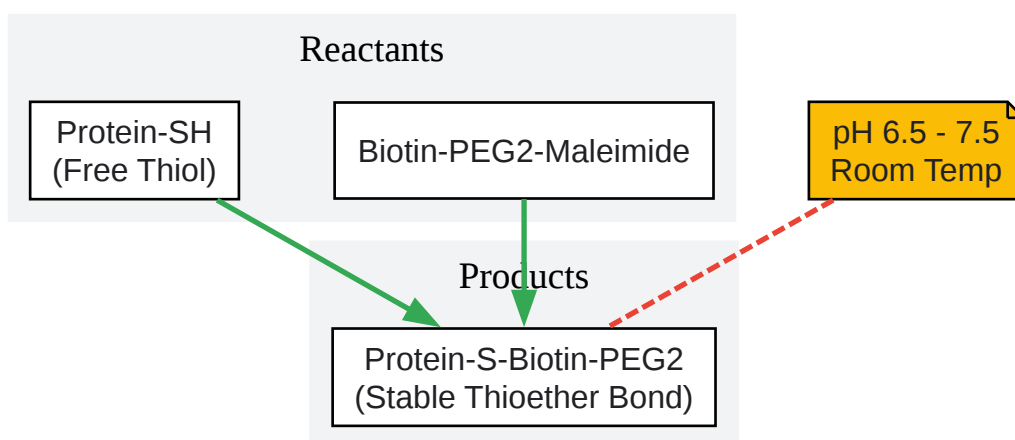 Reactants
Protein-SH
(Free Thiol)
Biotin-PEG2-Maleimide
pH 6.5 - 7.5
Room Temp
Products
Protein-S-Biotin-PEG2
(Stable Thioether Bond)